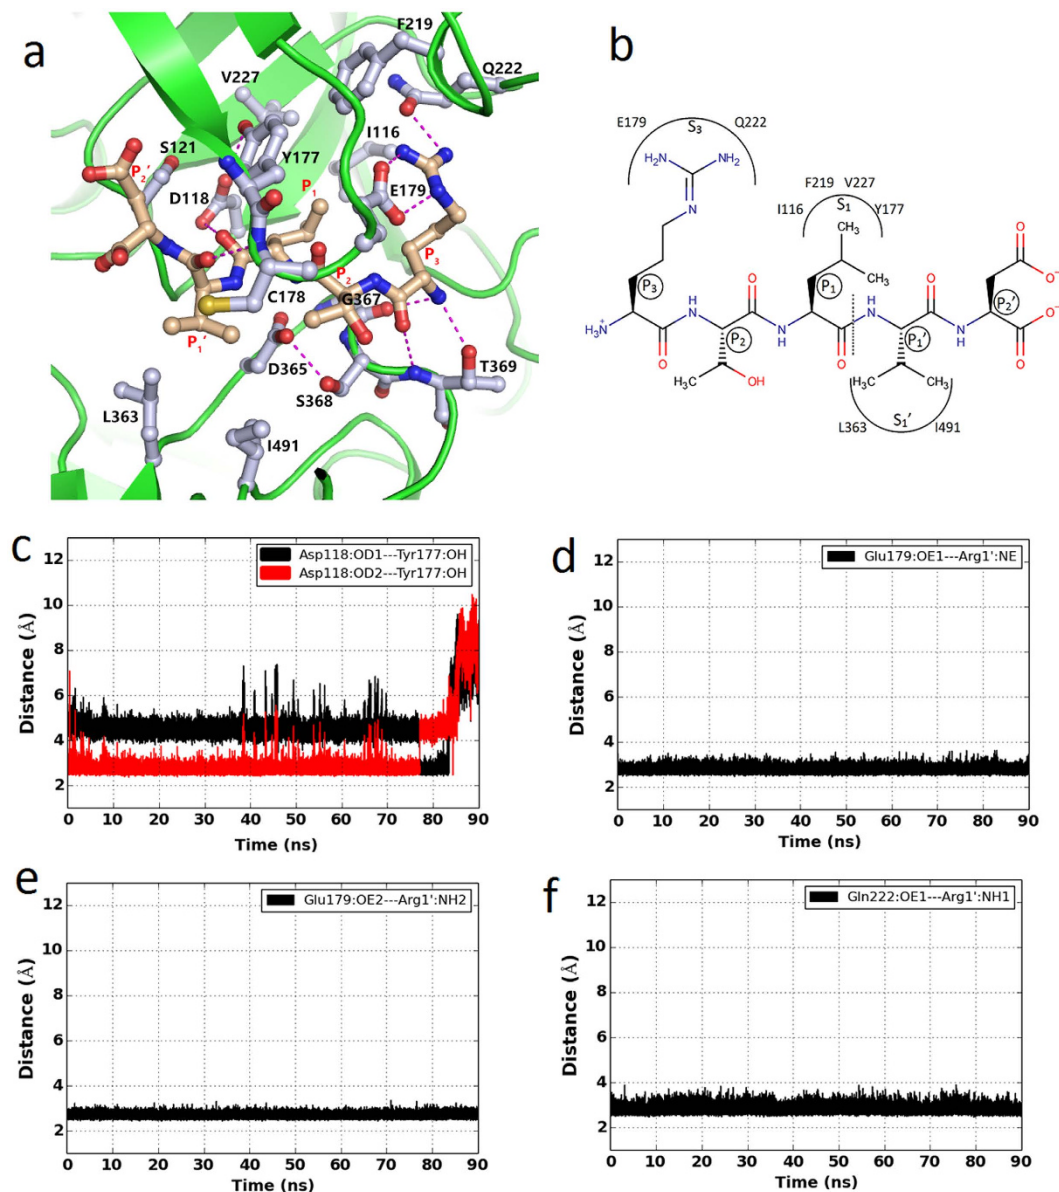 a
F219
Q222
V227
S121
I116
Y177
P2'
E179
D118
P1
P3
P2
C178
G367
P1'
D365
T369
S368
L363
I491
b
E179
S3
Q222
H2N
NH2
N
F219 V227
I116
S1
Y177
CH3
CH3
P3
P1
P2'
O
O-
O
O-
H3N+
O
H
N
P2
H3C
OH
O
N
H
O
H
N
P1'
O
N
H
H3C
CH3
L363
S1'
I491
c
Asp118:OD1---Tyr177:OH
Asp118:OD2---Tyr177:OH
Distance (Å)
12
10
8
6
4
2
0 10 20 30 40 50 60 70 80 90
Time (ns)
d
Glu179:OE1---Arg1':NE
Distance (Å)
12
10
8
6
4
2
0 10 20 30 40 50 60 70 80 90
Time (ns)
e
Glu179:OE2---Arg1':NH2
Distance (Å)
12
10
8
6
4
2
0 10 20 30 40 50 60 70 80 90
Time (ns)
f
Gln222:OE1---Arg1':NH1
Distance (Å)
12
10
8
6
4
2
0 10 20 30 40 50 60 70 80 90
Time (ns)